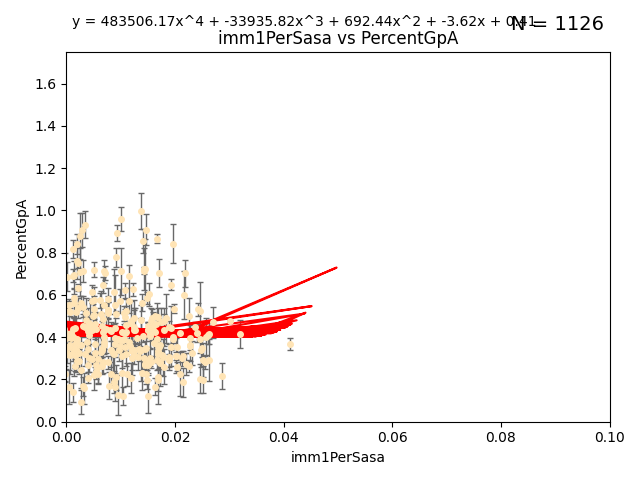 y = 483506.17x^4 + -33935.82x^3 + 692.44x^2 + -3.62x + 0.41
N = 1126
imm1PerSasa vs PercentGpA
PercentGpA
1.6
1.4
1.2
1.0
0.8
0.6
0.4
0.2
0.0
0.00 0.02 0.04 0.06 0.08 0.10
imm1PerSasa